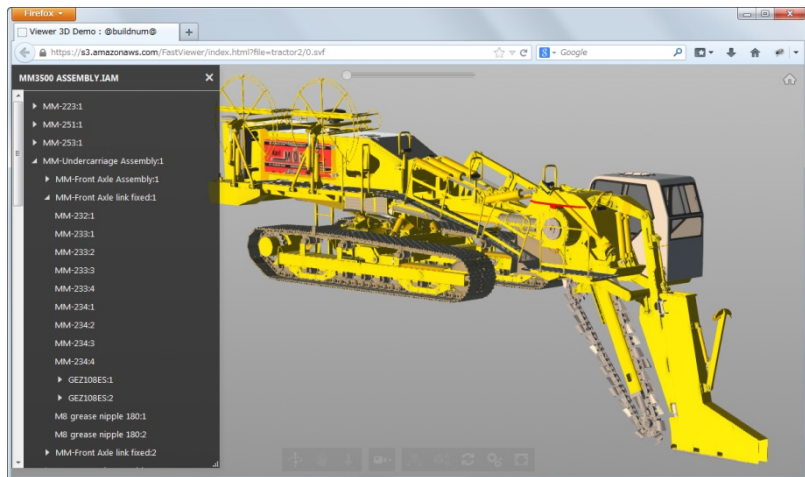 Firefox
Viewer 3D Demo : @buildnum@
https://s3.amazonaws.com/FastViewer/index.html?file=tractor2/0.svf
Google
MM3500 ASSEMBLY.IAM
MM-223:1
MM-251:1
MM-253:1
MM-Undercarriage Assembly:1
MM-Front Axle Assembly:1
MM-Front Axle link fixed:1
MM-232:1
MM-233:1
MM-233:2
MM-233:3
MM-233:4
MM-234:1
MM-234:2
MM-234:3
MM-234:4
GEZ108ES:1
GEZ108ES:2
M8 grease nipple 180:1
M8 grease nipple 180:2
MM-Front Axle link fixed:2